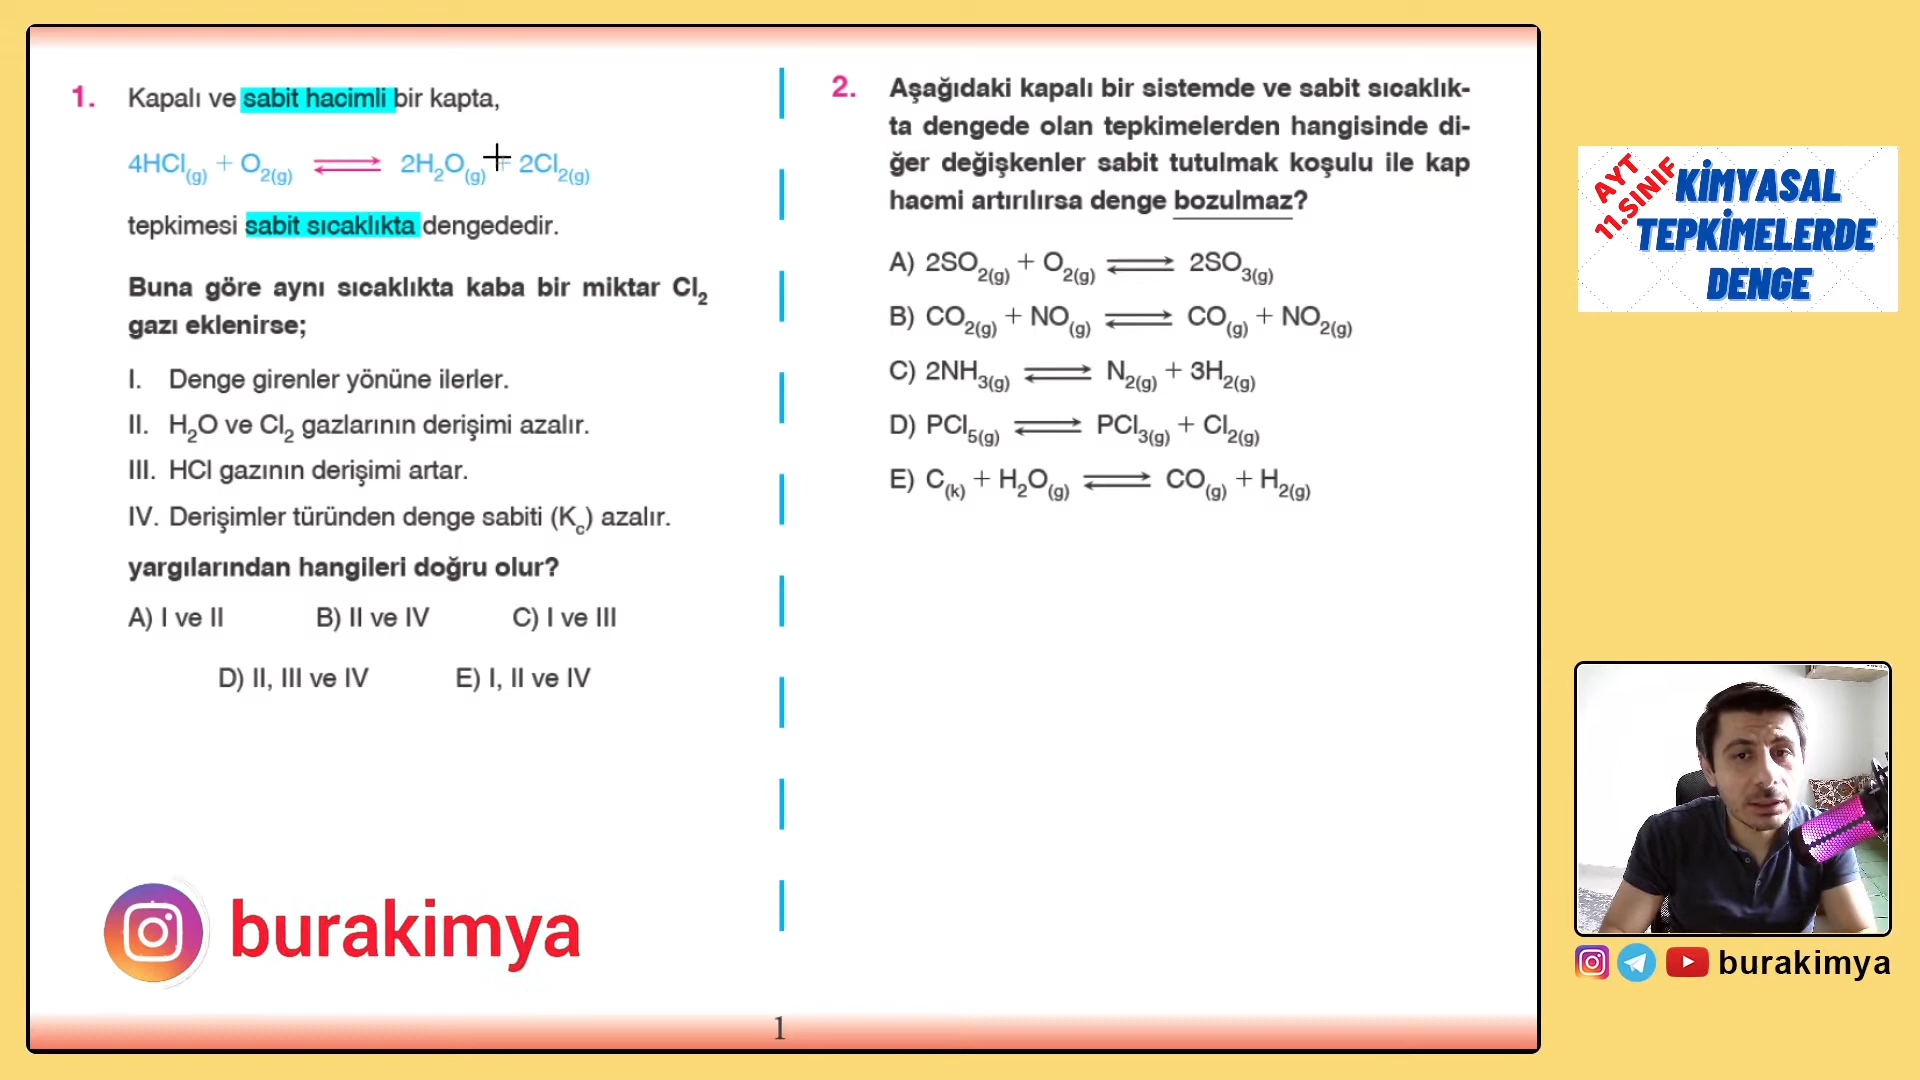 1. Kapalı ve sabit hacimli bir kapta,
4HCl(g) + O2(g) ⇌ 2H2O(g) + 2Cl2(g)
tepkimesi sabit sıcaklıkta dengededir.
Buna göre aynı sıcaklıkta kaba bir miktar Cl2
gazı eklenirse;
I. Denge girenler yönüne ilerler.
II. H2O ve Cl2 gazlarının derişimi azalır.
III. HCl gazının derişimi artar.
IV. Derişimler türünden denge sabiti (Kc) azalır.
yargılarından hangileri doğru olur?
A) I ve II B) II ve IV C) I ve III
D) II, III ve IV E) I, II ve IV
burakimya
2. Aşağıdaki kapalı bir sistemde ve sabit sıcaklık-
ta dengede olan tepkimelerden hangisinde di-
ğer değişkenler sabit tutulmak koşulu ile kap
hacmi artırılırsa denge bozulmaz?
A) 2SO2(g) + O2(g) ⇌ 2SO3(g)
B) CO2(g) + NO(g) ⇌ CO(g) + NO2(g)
C) 2NH3(g) ⇌ N2(g) + 3H2(g)
D) PCl5(g) ⇌ PCl3(g) + Cl2(g)
E) C(k) + H2O(g) ⇌ CO(g) + H2(g)
1
AYT
11.SINIF
KİMYASAL
TEPKİMELERDE
DENGE
burakimya